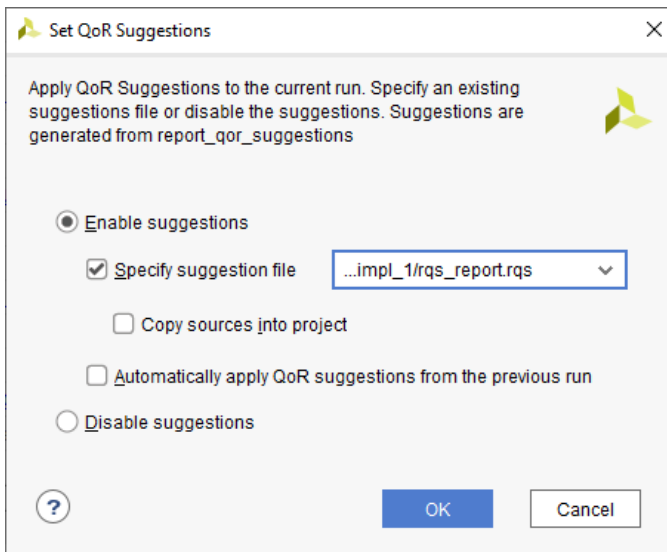 Set QoR Suggestions
Apply QoR Suggestions to the current run. Specify an existing
suggestions file or disable the suggestions. Suggestions are
generated from report_qor_suggestions
Enable suggestions
Specify suggestion file ...impl_1/rqs_report.rqs
Copy sources into project
Automatically apply QoR suggestions from the previous run
Disable suggestions
? OK Cancel